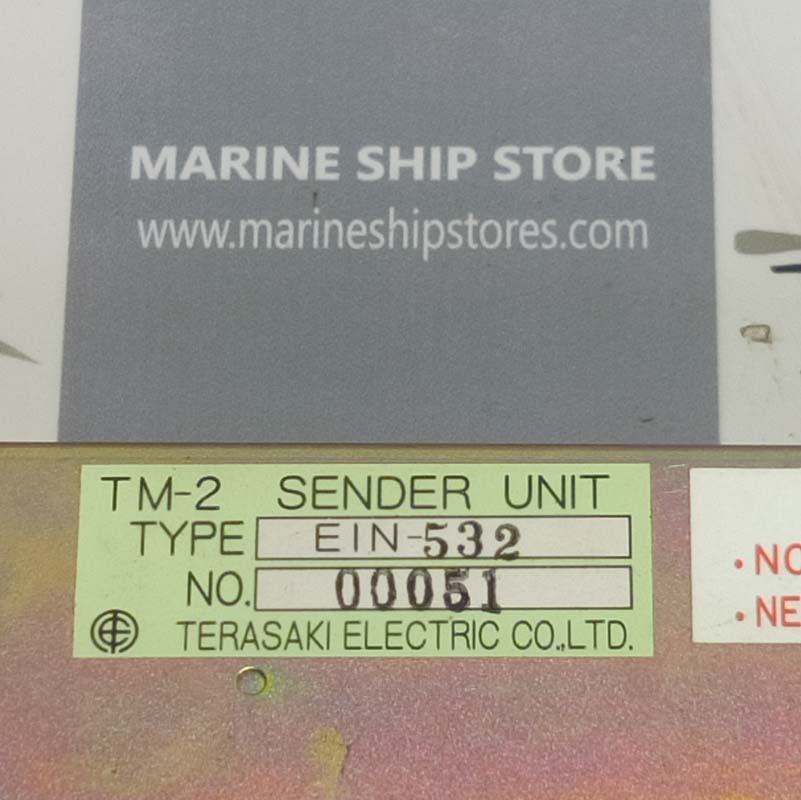 MARINE SHIP STORE
www.marineshipstores.com
TM-2 SENDER UNIT
TYPE EIN-532
NO. 00051
TERASAKI ELECTRIC CO.,LTD.